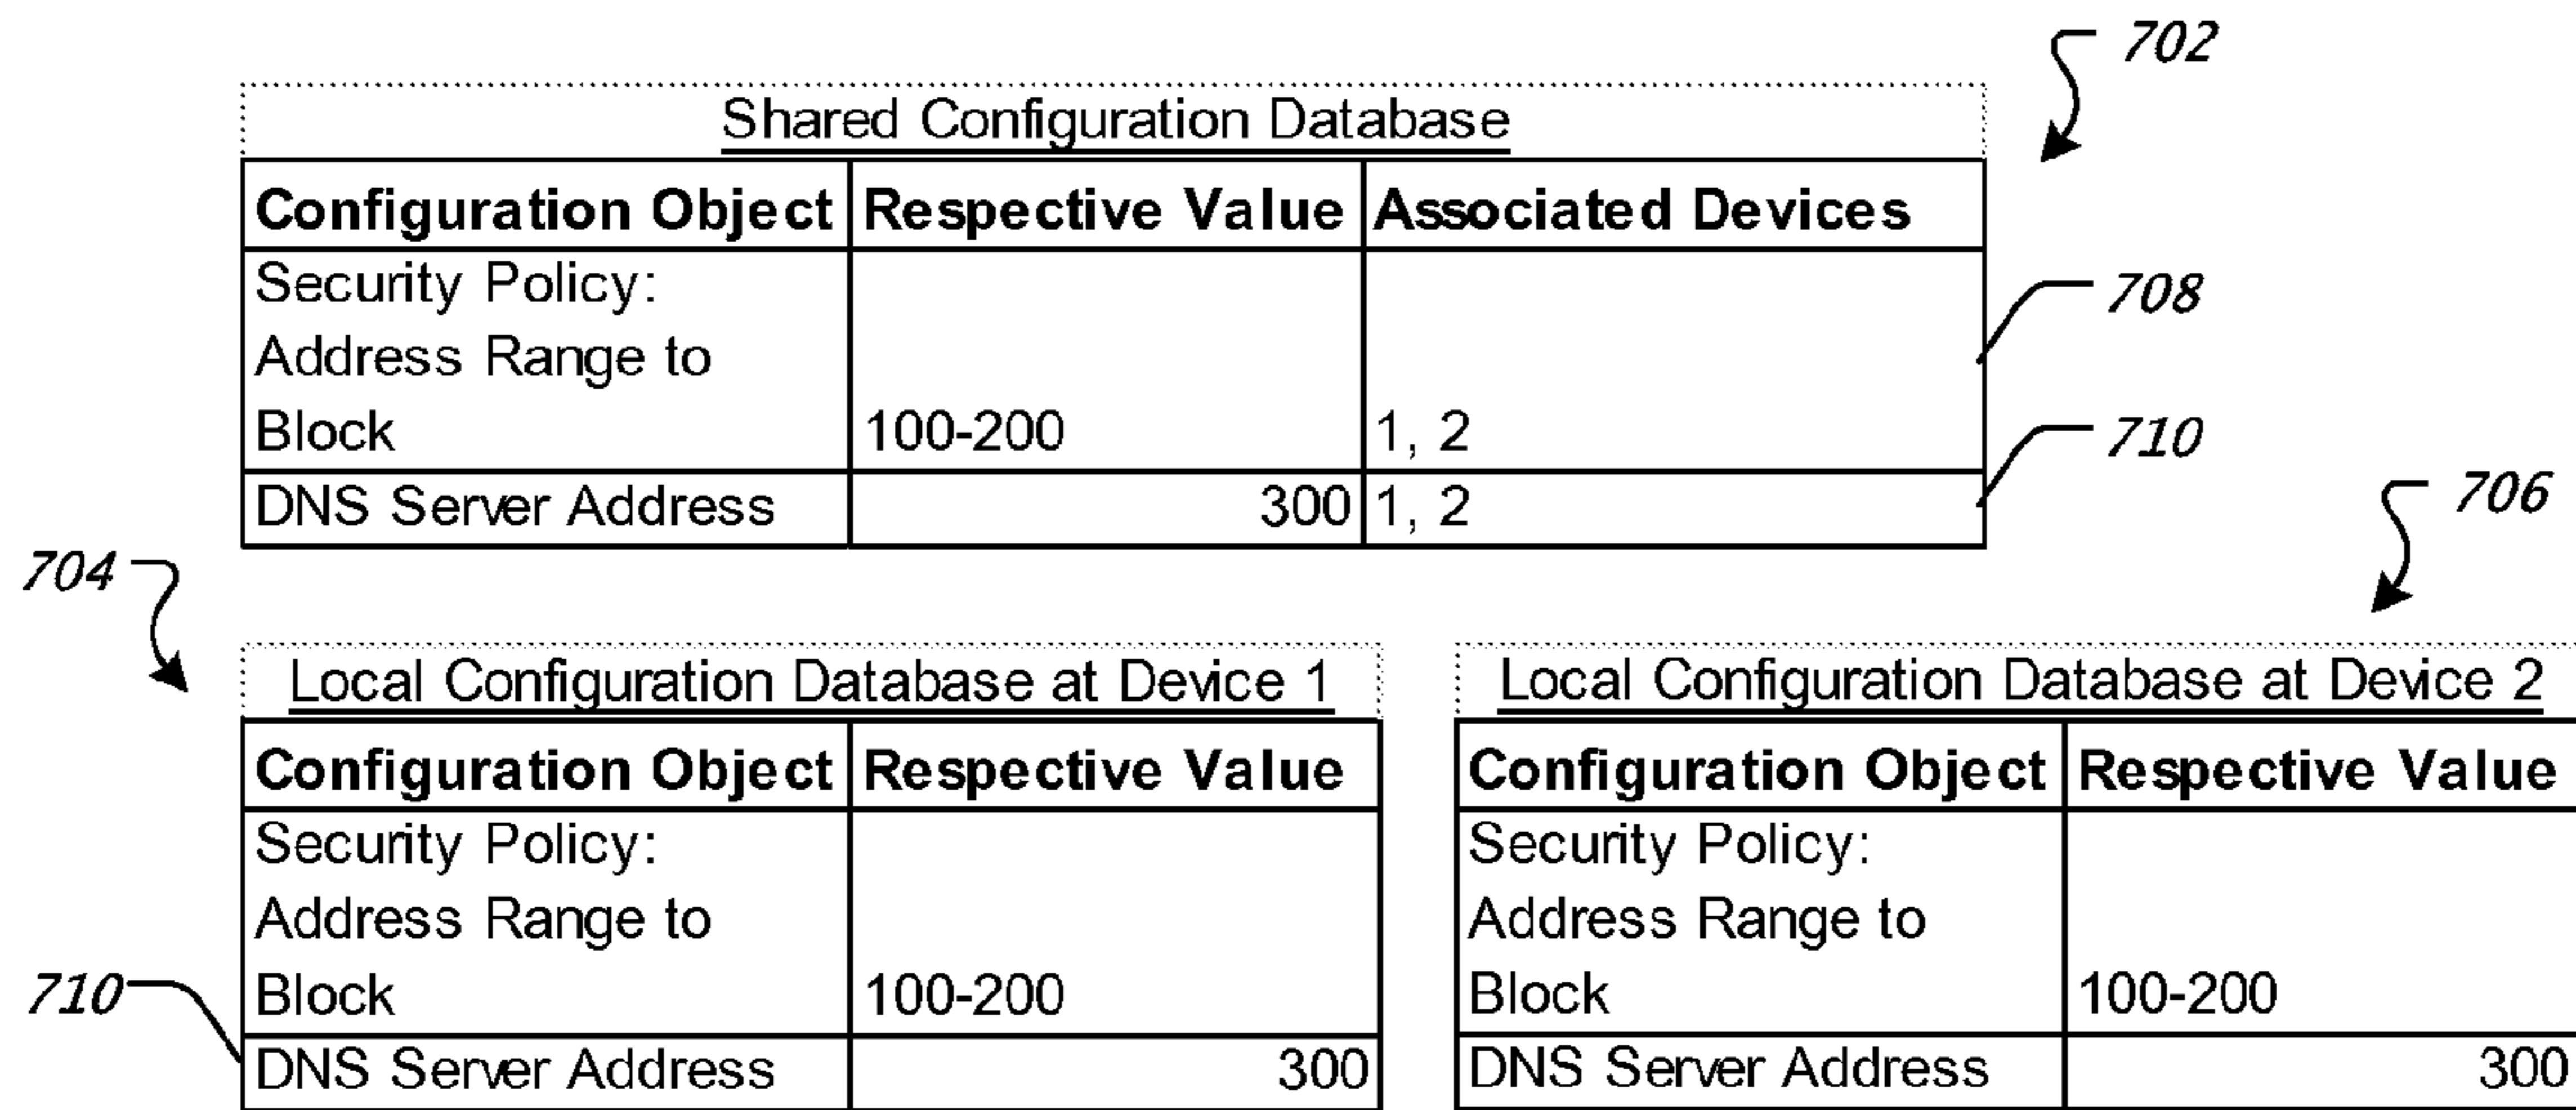 702
Shared Configuration Database
Configuration Object Respective Value Associated Devices
Security Policy:
Address Range to
Block 100-200 1, 2
708
DNS Server Address 300 1, 2
710
704
706
Local Configuration Database at Device 1
Configuration Object Respective Value
Security Policy:
Address Range to
Block 100-200
710
DNS Server Address 300
Local Configuration Database at Device 2
Configuration Object Respective Value
Security Policy:
Address Range to
Block 100-200
DNS Server Address 300